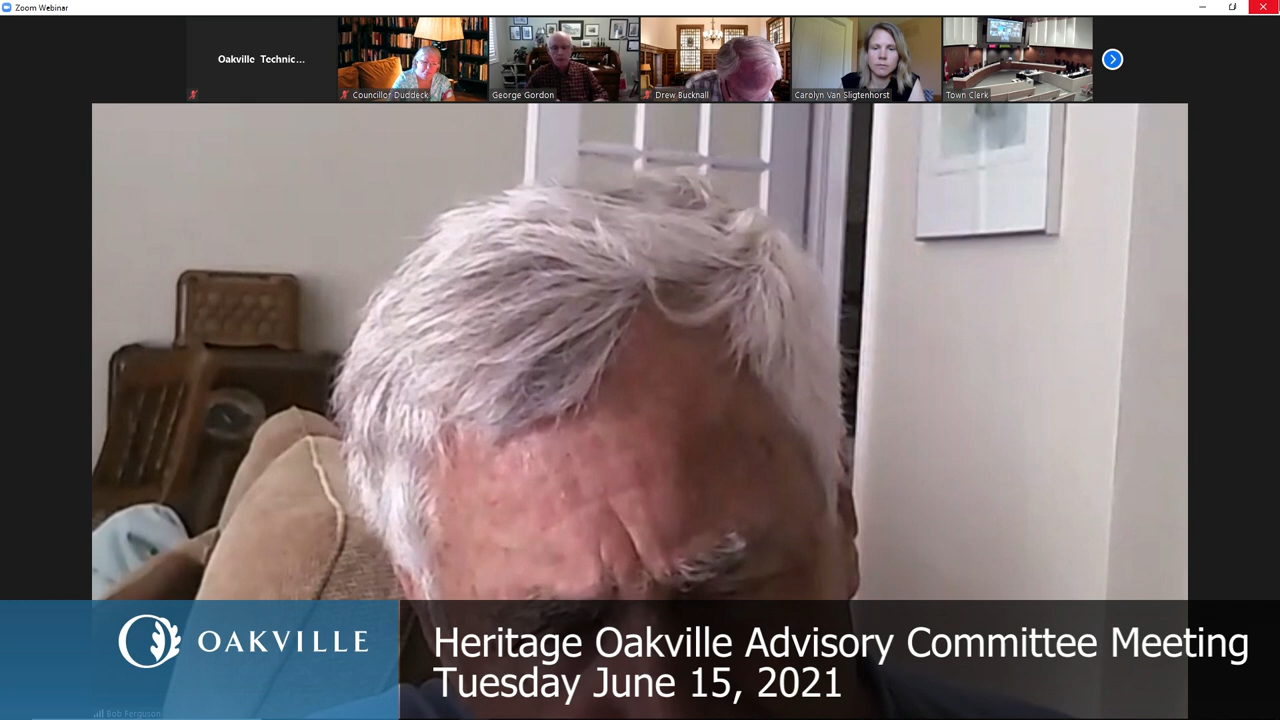 Zoom Webinar
Oakville Technic...
Councillor Duddeck
George Gordon
Drew Bucknall
Carolyn Van Sligtenhorst
Town Clerk
OAKVILLE
Heritage Oakville Advisory Committee Meeting
Tuesday June 15, 2021
Bob Ferguson